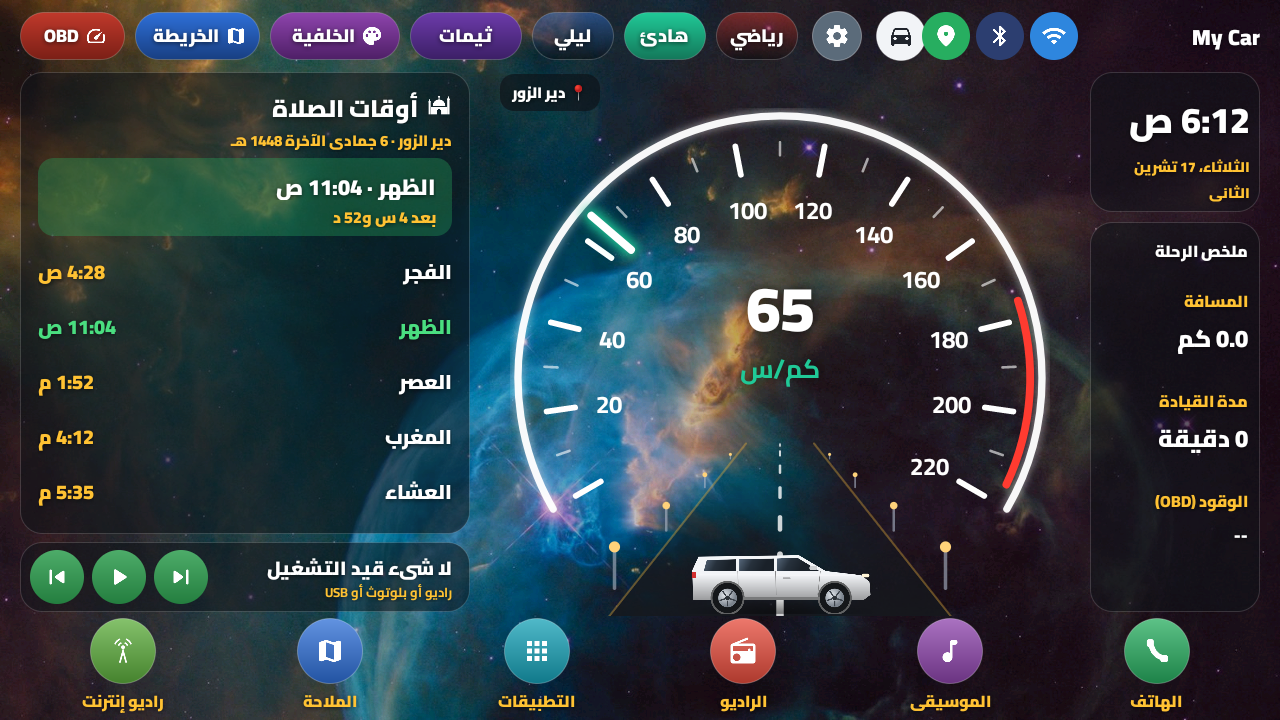 My Car
رياضي
هادئ
ليلي
ثيمات
الخلفية
الخريطة
OBD
6:12 ص
الثلاثاء، 17 تشرين
الثاني
ملخص الرحلة
المسافة
0.0 كم
مدة القيادة
0 دقيقة
الوقود (OBD)
--
دير الزور
20
40
60
80
100
120
140
160
180
200
220
65
كم/س
أوقات الصلاة
دير الزور · 6 جمادى الآخرة 1448 هـ
الظهر · 11:04 ص
بعد 4 س و52 د
الفجر 4:28 ص
الظهر 11:04 ص
العصر 1:52 م
المغرب 4:12 م
العشاء 5:35 م
لا شيء قيد التشغيل
راديو أو بلوتوث أو USB
الهاتف
الموسيقى
الراديو
التطبيقات
الملاحة
راديو إنترنت